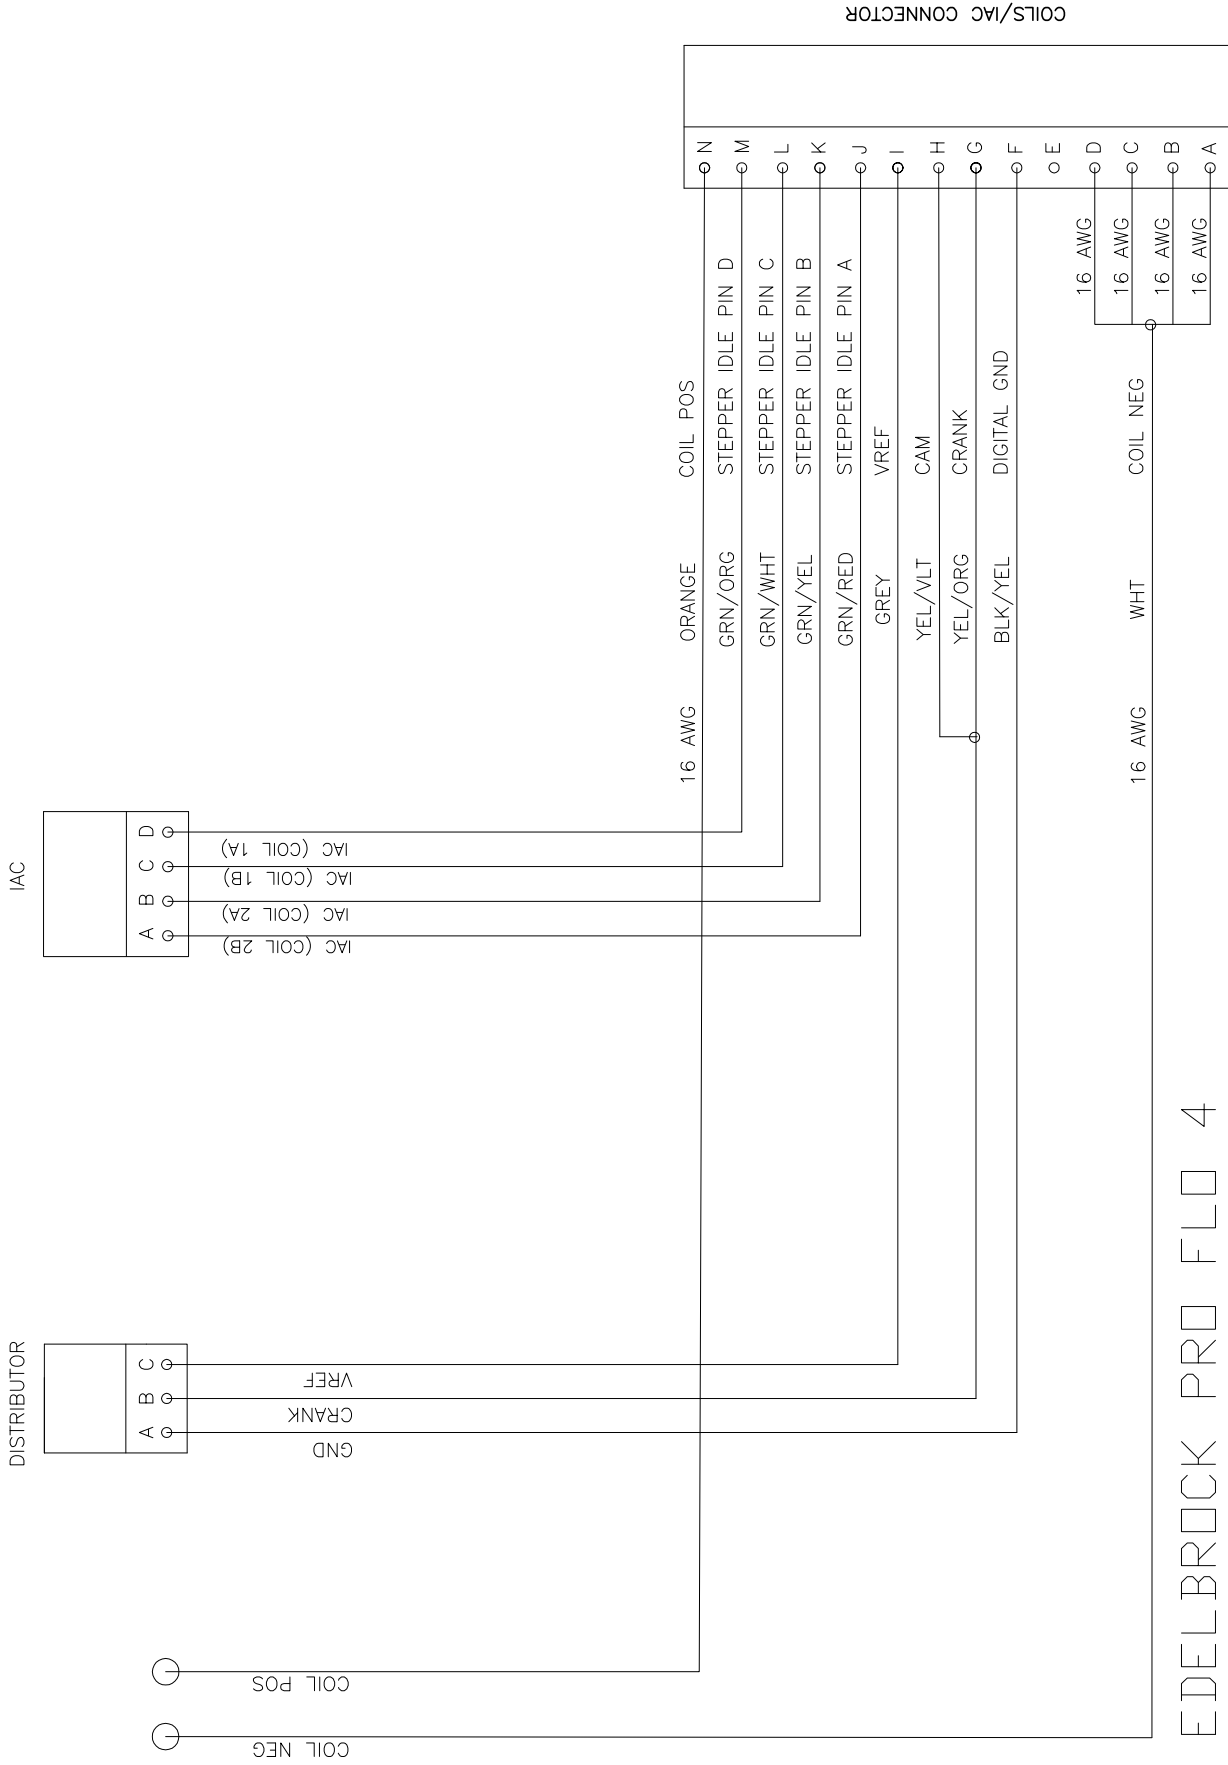 COILS/IAC CONNECTOR
N
M
L
K
J
I
H
G
F
E
D
C
B
A
16 AWG ORANGE COIL POS
GRN/ORG STEPPER IDLE PIN D
GRN/WHT STEPPER IDLE PIN C
GRN/YEL STEPPER IDLE PIN B
GRN/RED STEPPER IDLE PIN A
GREY VREF
YEL/VLT CAM
YEL/ORG CRANK
BLK/YEL DIGITAL GND
16 AWG
16 AWG
16 AWG
16 AWG
16 AWG WHT COIL NEG
IAC
A B C D
IAC (COIL 1A)
IAC (COIL 1B)
IAC (COIL 2A)
IAC (COIL 2B)
DISTRIBUTOR
A B C
VREF
CRANK
GND
COIL POS
COIL NEG
EDELBROCK PRO FLO 4